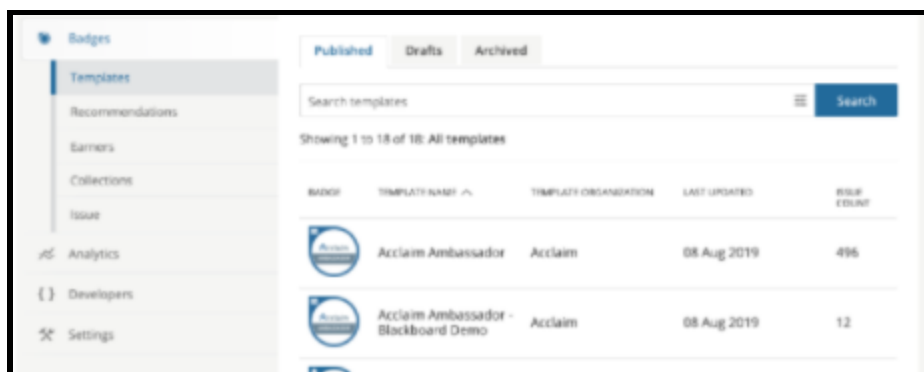 Badges
Templates
Recommendations
Earners
Collections
Issue
Analytics
Developers
Settings
Published Drafts Archived
Search templates Search
Showing 1 to 18 of 18: All templates
BADGE TEMPLATE NAME TEMPLATE ORGANIZATION LAST UPDATED ISSUE COUNT
Acclaim
Acclaim Ambassador Acclaim 08 Aug 2019 496
Acclaim
Acclaim Ambassador -
Blackboard Demo Acclaim 08 Aug 2019 12